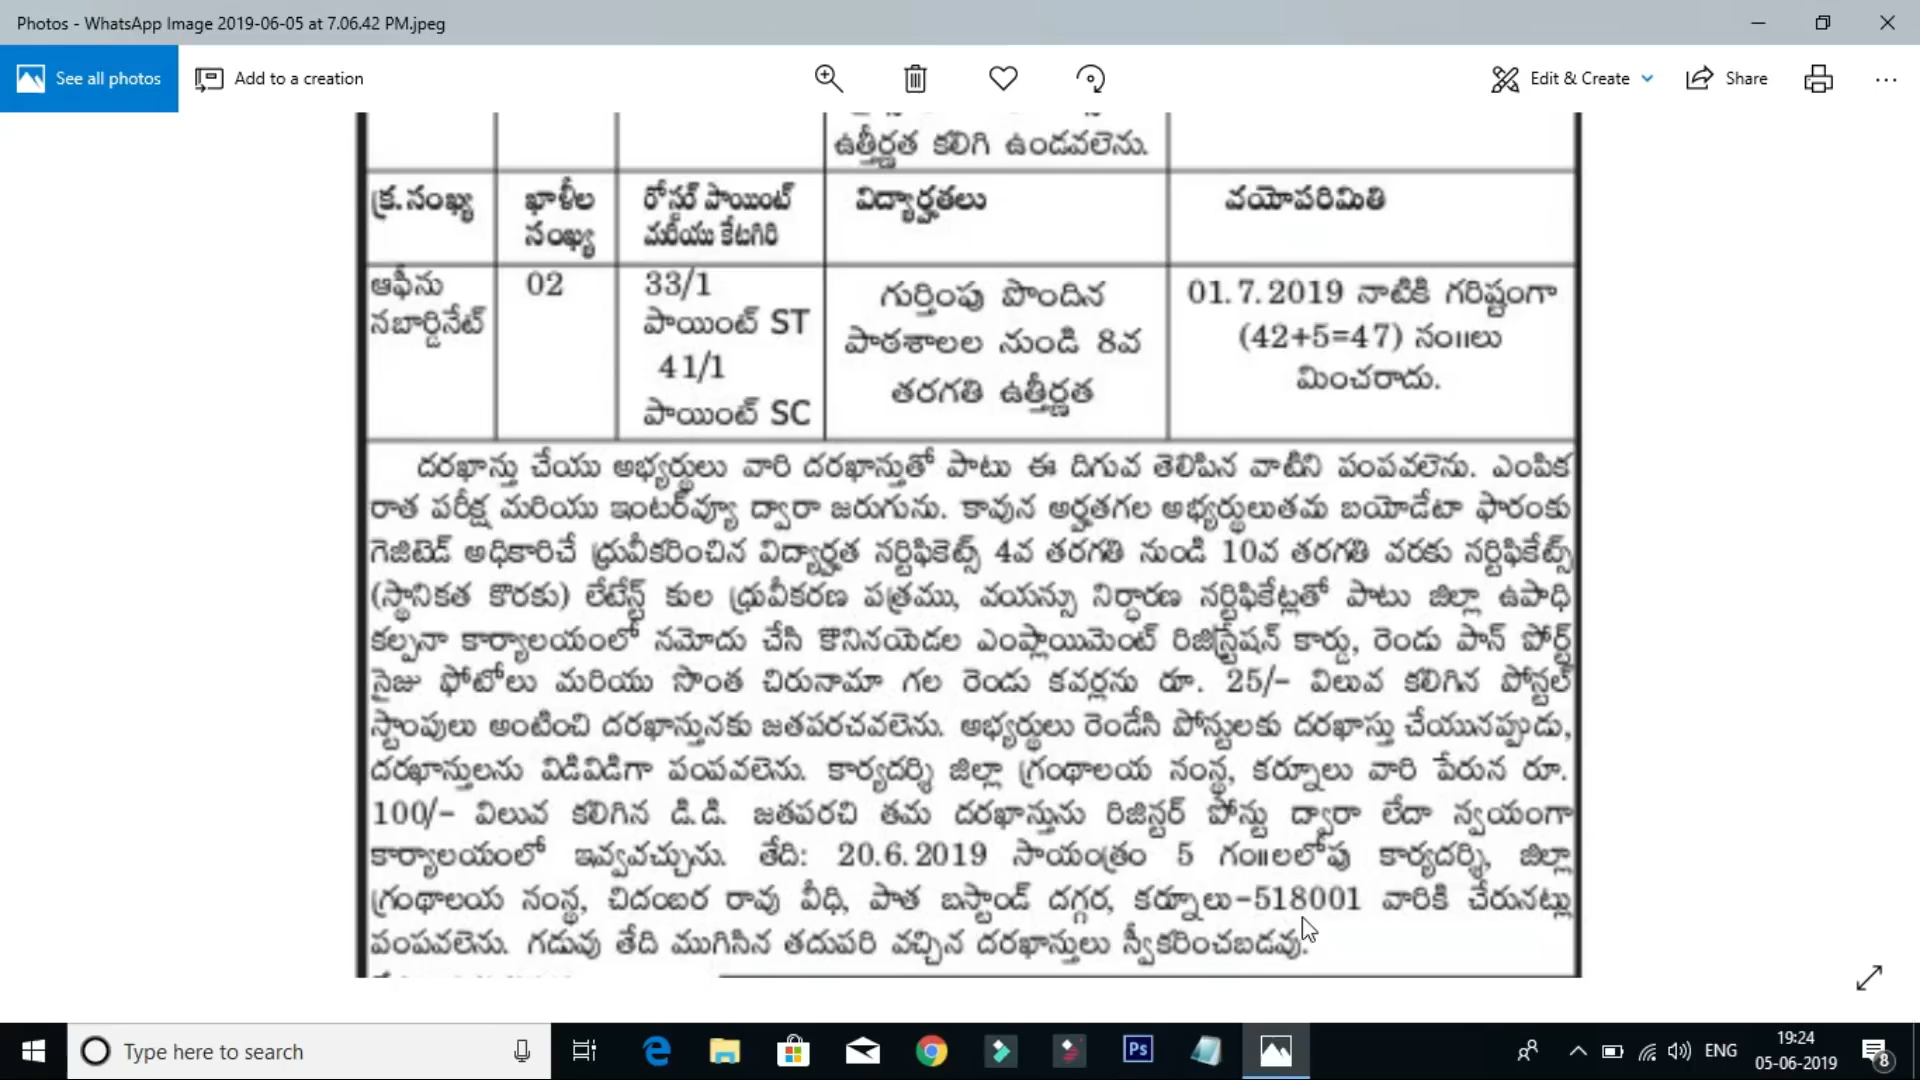 Photos - WhatsApp Image 2019-06-05 at 7.06.42 PM.jpeg
See all photos
Add to a creation
Edit & Create
Share
ఉత్తీర్ణత కలిగి ఉండవలెను.
క్ర.సంఖ్య ఖాళీల సంఖ్య రోస్టర్ పాయింట్ మరియు కేటగిరి విద్యార్హతలు వయోపరిమితి
ఆఫీసు 02 33/1 గుర్తింపు పొందిన 01.7.2019 నాటికి గరిష్టంగా
సబార్డినేట్ పాయింట్ ST పాఠశాలల నుండి 8వ (42+5=47) సం॥లు
41/1 తరగతి ఉత్తీర్ణత మించరాదు.
పాయింట్ SC
దరఖాస్తు చేయు అభ్యర్థులు వారి దరఖాస్తుతో పాటు ఈ దిగువ తెలిపిన వాటిని పంపవలెను. ఎంపిక
రాత పరీక్ష మరియు ఇంటర్వ్యూ ద్వారా జరుగును. కావున అర్హతగల అభ్యర్థులుతమ బయోడేటా ఫారంకు
గెజిటెడ్ అధికారిచే ధ్రువీకరించిన విద్యార్హత సర్టిఫికెట్స్ 4వ తరగతి నుండి 10వ తరగతి వరకు సర్టిఫికేట్స్
(స్థానికత కొరకు) లేటేస్ట్ కుల ధ్రువీకరణ పత్రము, వయస్సు నిర్ధారణ సర్టిఫికేట్లతో పాటు జిల్లా ఉపాధి
కల్పనా కార్యాలయంలో నమోదు చేసి కొనినయెడల ఎంప్లాయిమెంట్ రిజిస్ట్రేషన్ కార్డు, రెండు పాస్ పోర్ట్
సైజు ఫోటోలు మరియు సొంత చిరునామా గల రెండు కవర్లను రూ. 25/- విలువ కలిగిన పోస్టల్
స్టాంపులు అంటించి దరఖాస్తునకు జతపరచవలెను. అభ్యర్థులు రెండేసి పోస్టులకు దరఖాస్తు చేయునప్పుడు,
దరఖాస్తులను విడివిడిగా పంపవలెను. కార్యదర్శి జిల్లా గ్రంథాలయ సంస్థ, కర్నూలు వారి పేరున రూ.
100/- విలువ కలిగిన డి.డి. జతపరచి తమ దరఖాస్తును రిజిస్టర్ పోస్టు ద్వారా లేదా స్వయంగా
కార్యాలయంలో ఇవ్వవచ్చును. తేది: 20.6.2019 సాయంత్రం 5 గం॥లలోపు కార్యదర్శి, జిల్లా
గ్రంథాలయ సంస్థ, చిదంబర రావు వీధి, పాత బస్టాండ్ దగ్గర, కర్నూలు-518001 వారికి చేరునట్లు
పంపవలెను. గడువు తేది ముగిసిన తదుపరి వచ్చిన దరఖాస్తులు స్వీకరించబడవు.
Type here to search
Ps
ENG
19:24
05-06-2019
8